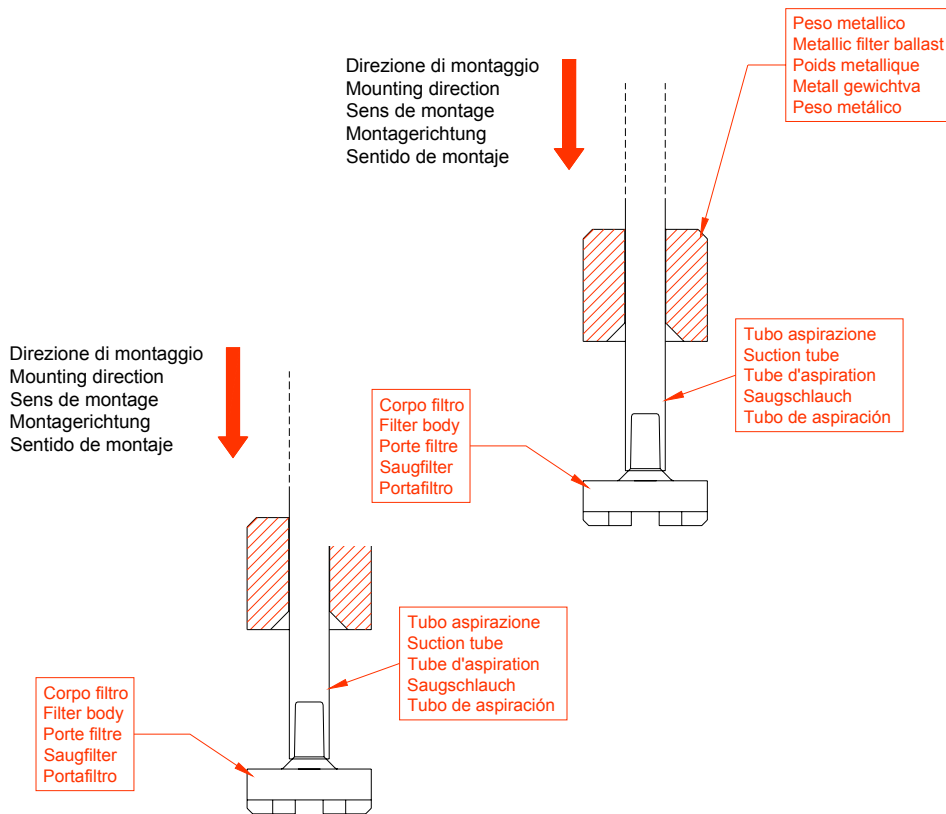 Peso metallico
Metallic filter ballast
Poids metallique
Metall gewichtva
Peso metálico
Direzione di montaggio
Mounting direction
Sens de montage
Montagerichtung
Sentido de montaje
Tubo aspirazione
Suction tube
Tube d'aspiration
Saugschlauch
Tubo de aspiración
Corpo filtro
Filter body
Porte filtre
Saugfilter
Portafiltro
Direzione di montaggio
Mounting direction
Sens de montage
Montagerichtung
Sentido de montaje
Tubo aspirazione
Suction tube
Tube d'aspiration
Saugschlauch
Tubo de aspiración
Corpo filtro
Filter body
Porte filtre
Saugfilter
Portafiltro